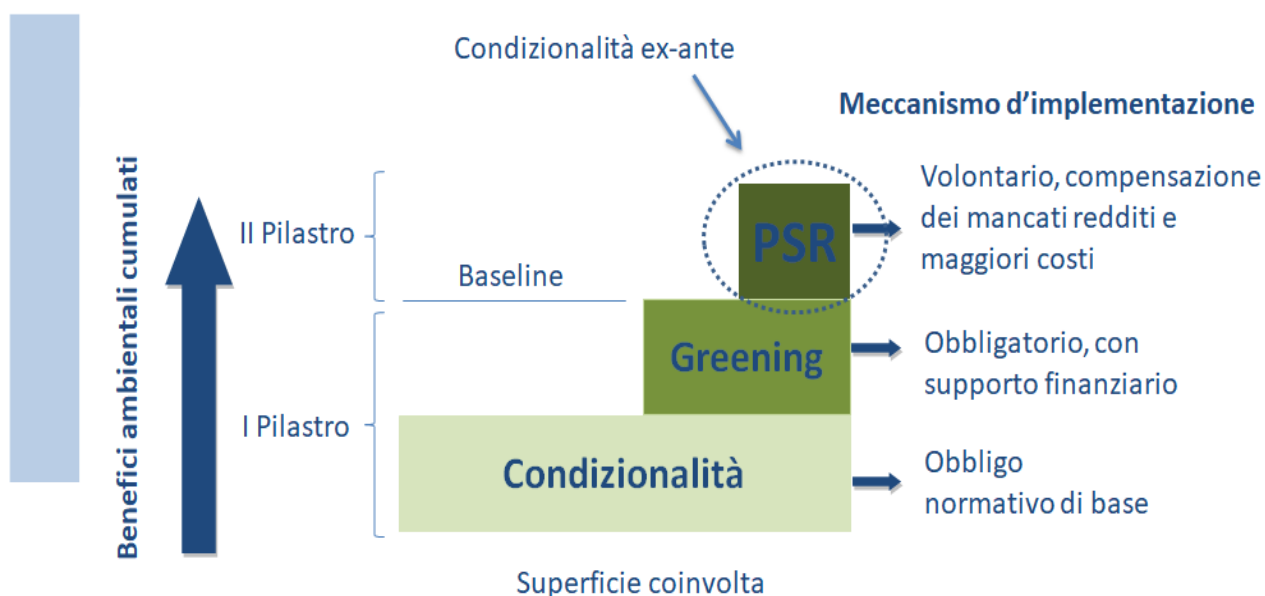 Condizionalità ex-ante
Meccanismo d'implementazione
Benefici ambientali cumulati
II Pilastro
PSR
Volontario, compensazione
dei mancati redditi e
maggiori costi
Baseline
I Pilastro
Greening
Obbligatorio, con
supporto finanziario
Condizionalità
Obbligo
normativo di base
Superficie coinvolta